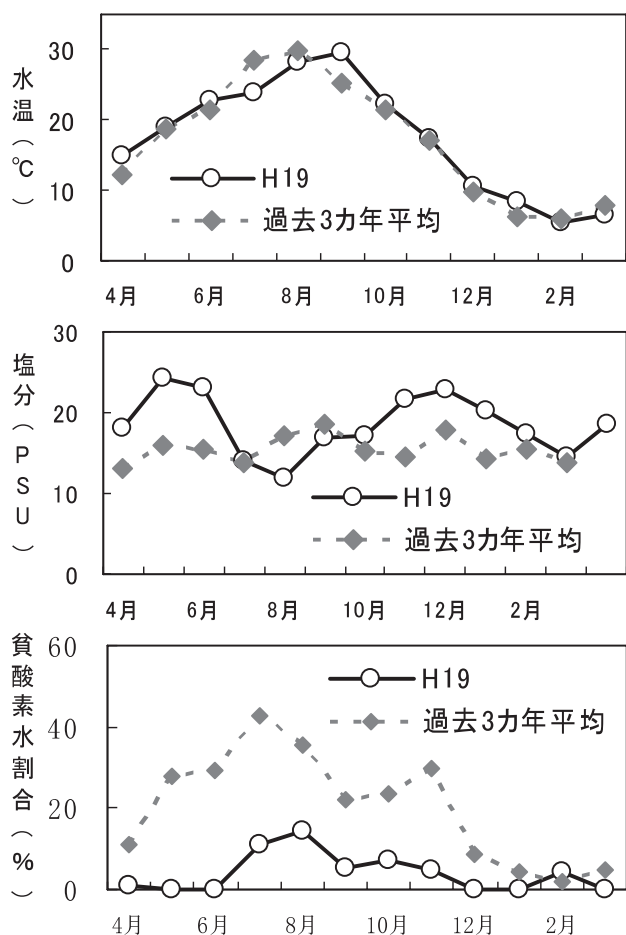 水温（℃）
30
20
10
0
H19
過去3カ年平均
4月 6月 8月 10月 12月 2月
塩分（PSU）
30
20
10
0
H19
過去3カ年平均
4月 6月 8月 10月 12月 2月
貧酸素水割合（%）
60
40
20
0
H19
過去3カ年平均
4月 6月 8月 10月 12月 2月